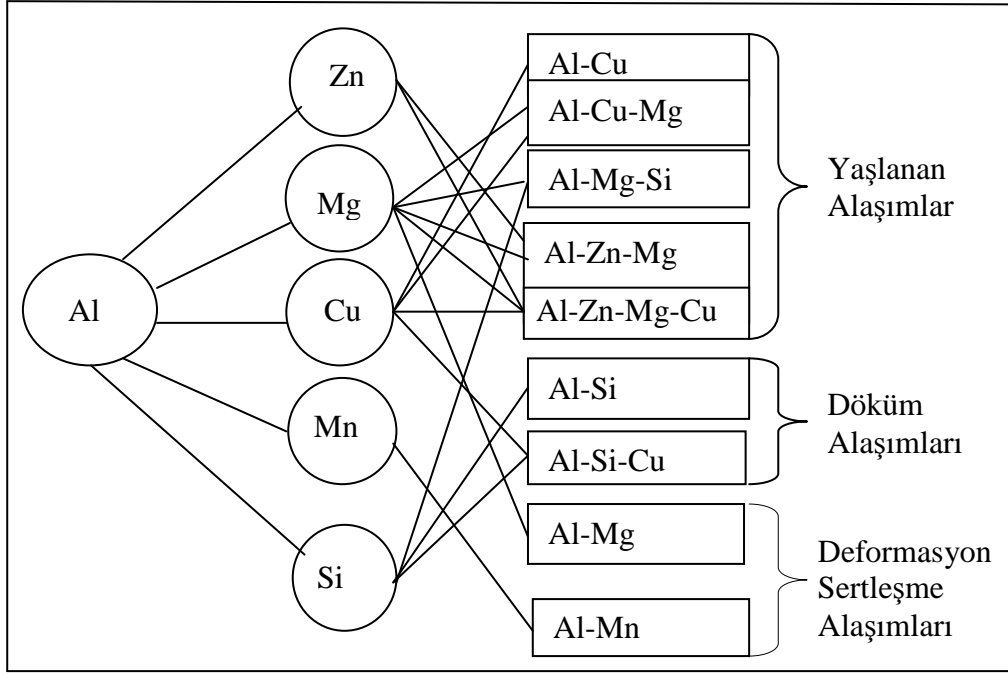 Al
Zn
Mg
Cu
Mn
Si
Al-Cu
Al-Cu-Mg
Al-Mg-Si
Al-Zn-Mg
Al-Zn-Mg-Cu
Al-Si
Al-Si-Cu
Al-Mg
Al-Mn
Yaşlanan
Alaşımlar
Döküm
Alaşımları
Deformasyon
Sertleşme
Alaşımları